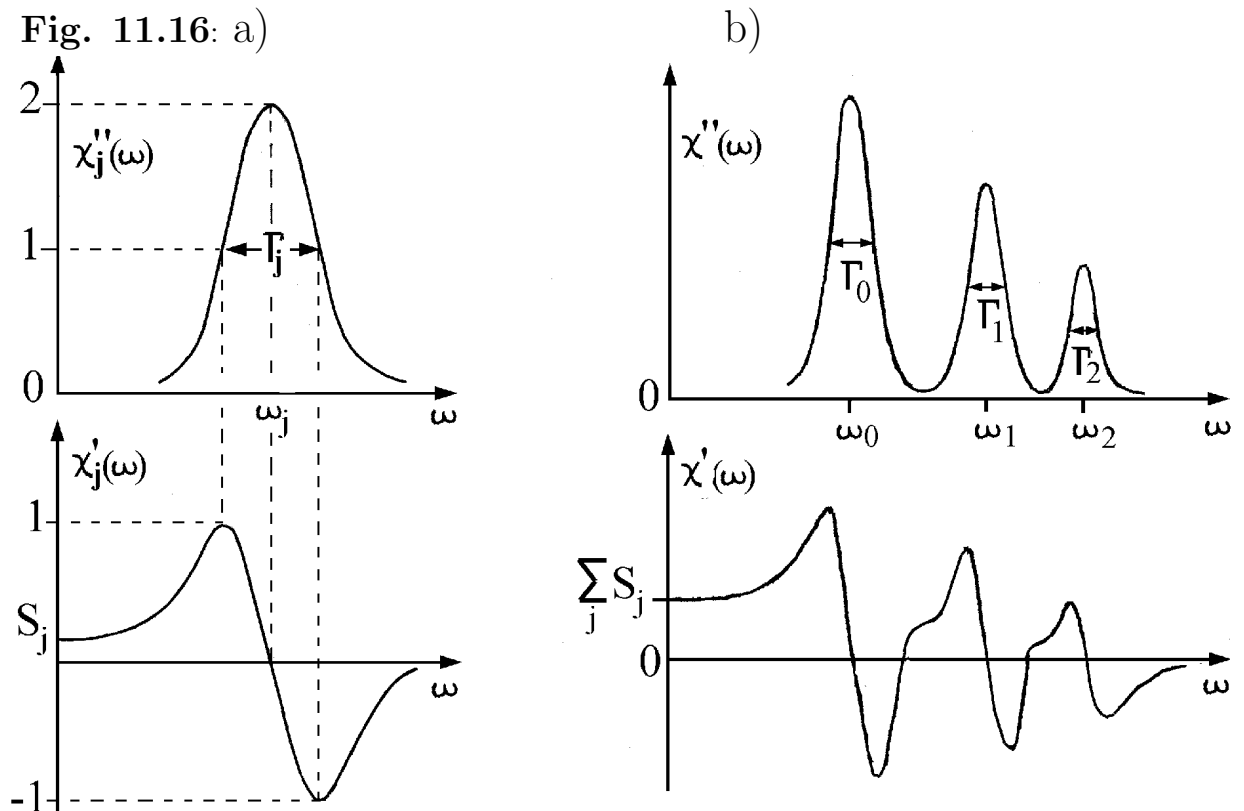 Fig. 11.16: a)
2
χ''j(ω)
1
Γj
0
ωj
ω
χ'j(ω)
1
Sj
ω
-1
b)
χ''(ω)
Γ0
Γ1
Γ2
0
ω0
ω1
ω2
ω
χ'(ω)
∑j Sj
0
ω